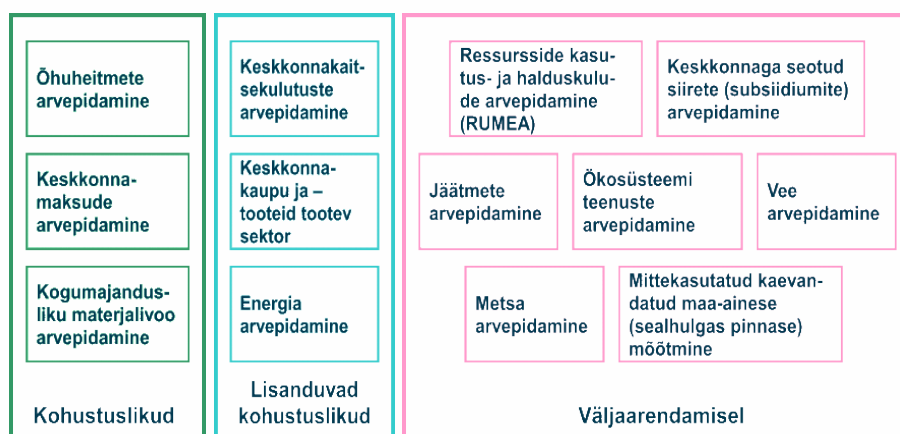 Õhuheitmete
arvepidamine
Keskkonna-
maksude
arvepidamine
Kogumajandus-
liku materjalivoo
arvepidamine
Kohustuslikud
Keskkonnakait-
sekulutuste
arvepidamine
Keskkonna-
kaupu ja –
tooteid tootev
sektor
Energia
arvepidamine
Lisanduvad
kohustuslikud
Ressursside kasu-
tus- ja halduskulu-
de arvepidamine
(RUMEA)
Keskkonnaga seotud
siirete (subsiidiumite)
arvepidamine
Jäätmete
arvepidamine
Ökosüsteemi
teenuste
arvepidamine
Vee
arvepidamine
Metsa
arvepidamine
Mittekasutatud kaevan-
datud maa-ainese
(sealhulgas pinnase)
mõõtmine
Väljaarendamisel